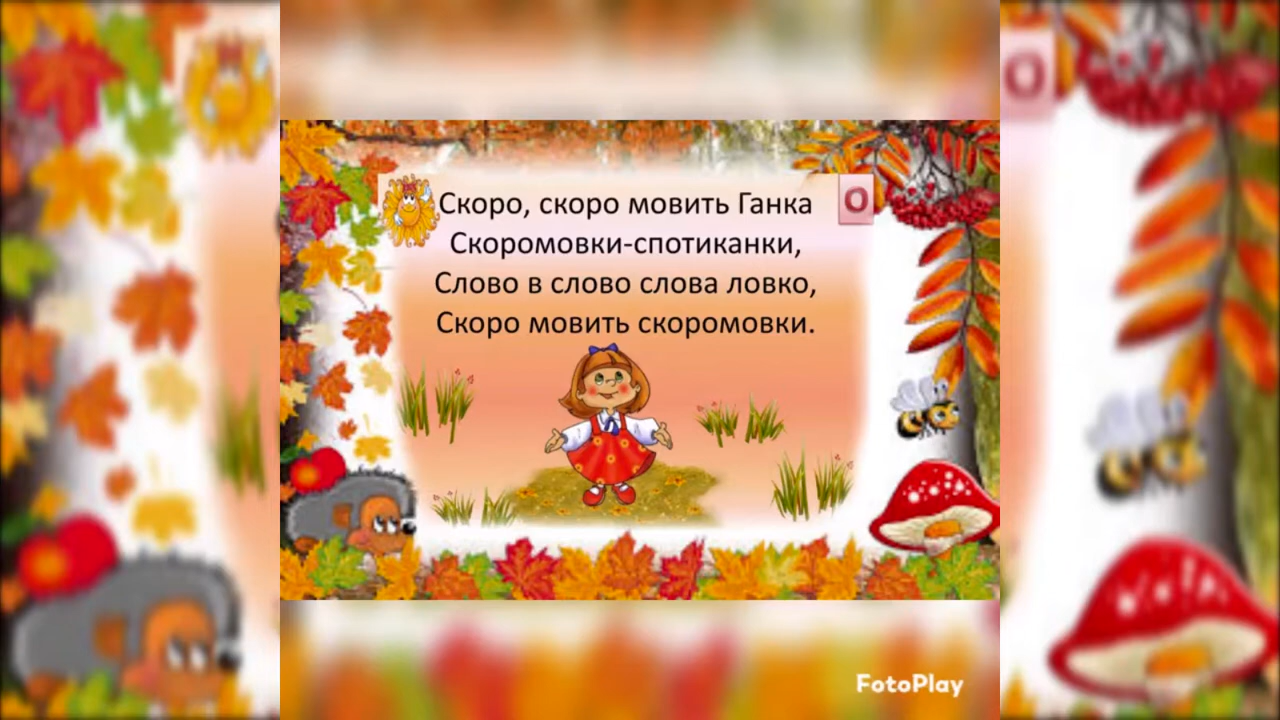 Скоро, скоро мовить Ганка
О
Скоромовки-спотиканки,
Слово в слово слова ловко,
Скоро мовить скоромовки.
FotoPlay